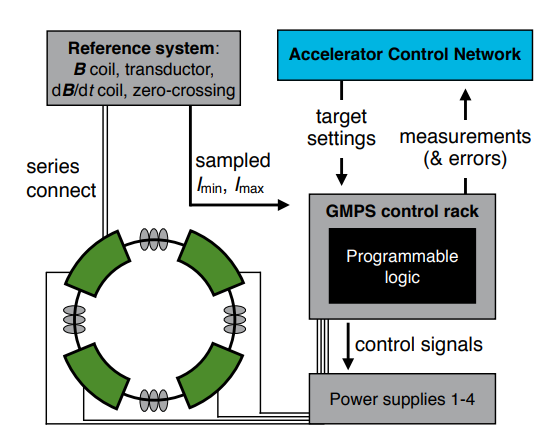 Reference system:
B coil, transductor,
dB/dt coil, zero-crossing
Accelerator Control Network
target
settings
measurements
(& errors)
series
connect
sampled
Imin, Imax
GMPS control rack
Programmable
logic
control signals
Power supplies 1-4